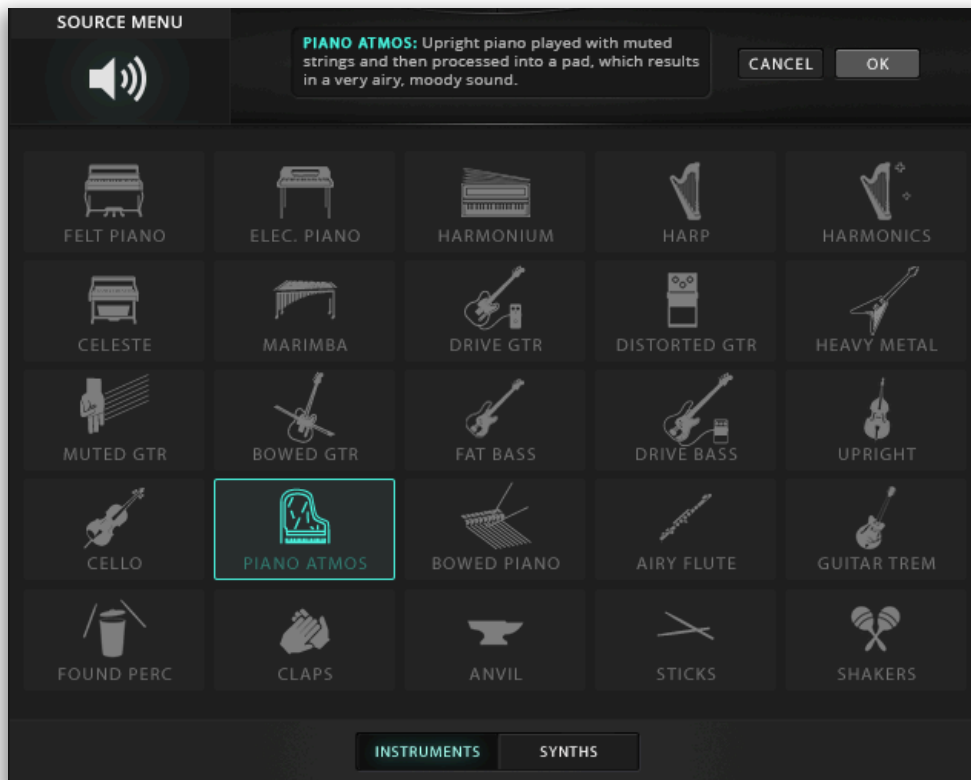 SOURCE MENU
PIANO ATMOS: Upright piano played with muted
strings and then processed into a pad, which results
in a very airy, moody sound.
CANCEL
OK
FELT PIANO
ELEC. PIANO
HARMONIUM
HARP
HARMONICS
CELESTE
MARIMBA
DRIVE GTR
DISTORTED GTR
HEAVY METAL
MUTED GTR
BOWED GTR
FAT BASS
DRIVE BASS
UPRIGHT
CELLO
PIANO ATMOS
BOWED PIANO
AIRY FLUTE
GUITAR TREM
FOUND PERC
CLAPS
ANVIL
STICKS
SHAKERS
INSTRUMENTS
SYNTHS